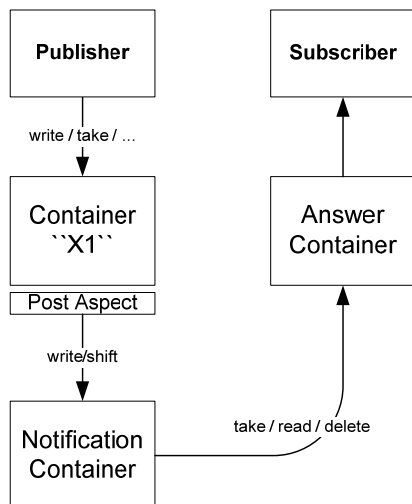 Publisher
Subscriber
write / take / ...
Container
``X1``
Answer
Container
Post Aspect
write/shift
Notification
Container
take / read / delete